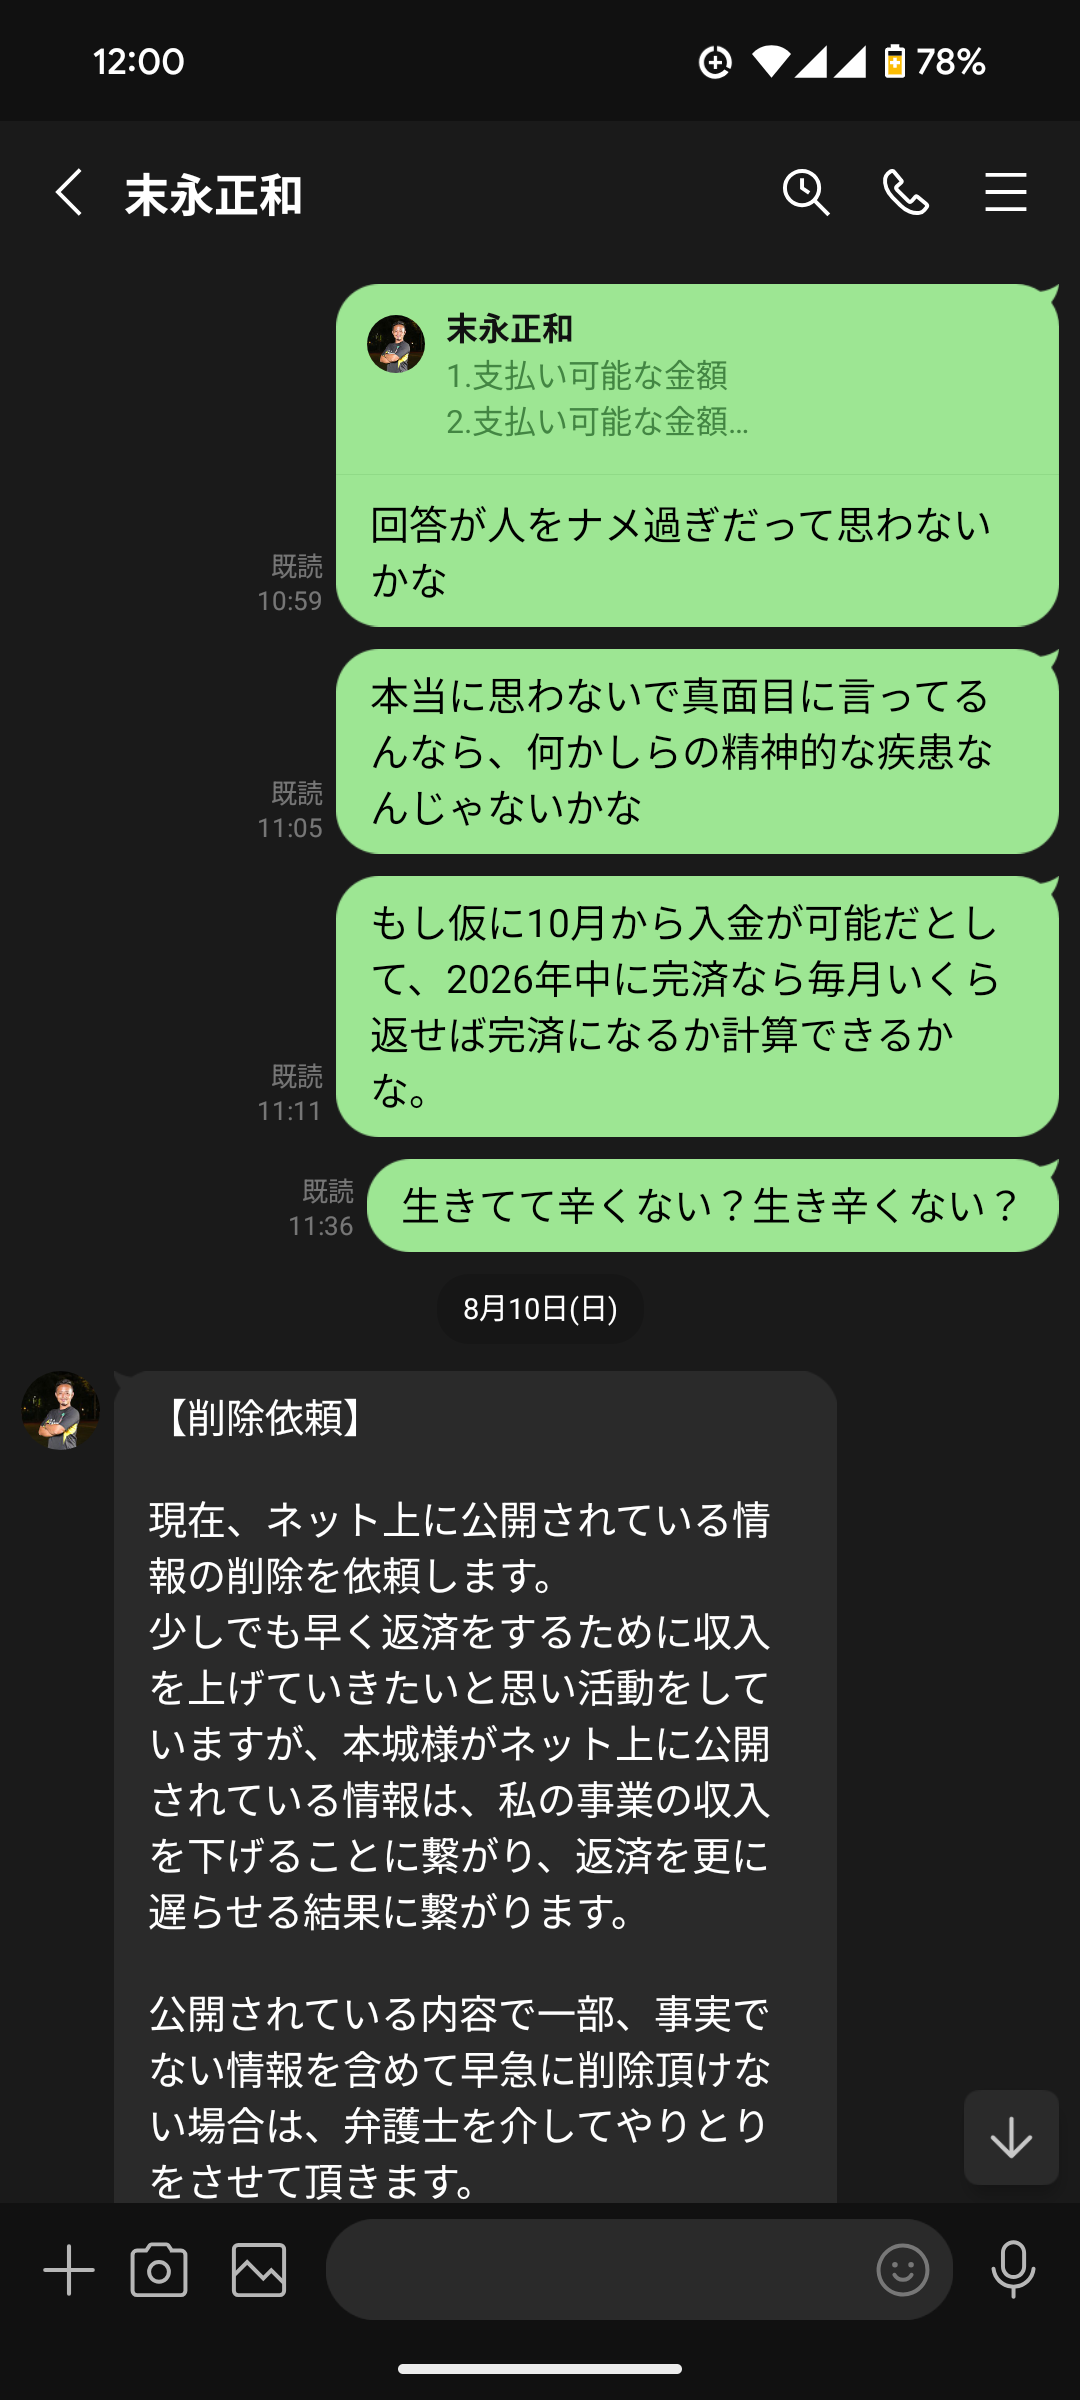 12:00
78%
末永正和
末永正和
1.支払い可能な金額
2.支払い可能な金額...
回答が人をナメ過ぎだって思わない
かな
既読
10:59
本当に思わないで真面目に言ってる
んなら、何かしらの精神的な疾患な
んじゃないかな
既読
11:05
もし仮に10月から入金が可能だとし
て、2026年中に完済なら毎月いくら
返せば完済になるか計算できるか
な。
既読
11:11
生きてて辛くない？生き辛くない？
既読
11:36
8月10日(日)
【削除依頼】
現在、ネット上に公開されている情
報の削除を依頼します。
少しでも早く返済をするために収入
を上げていきたいと思い活動をして
いますが、本城様がネット上に公開
されている情報は、私の事業の収入
を下げることに繋がり、返済を更に
遅らせる結果に繋がります。
公開されている内容で一部、事実で
ない情報を含めて早急に削除頂けな
い場合は、弁護士を介してやりとり
をさせて頂きます。